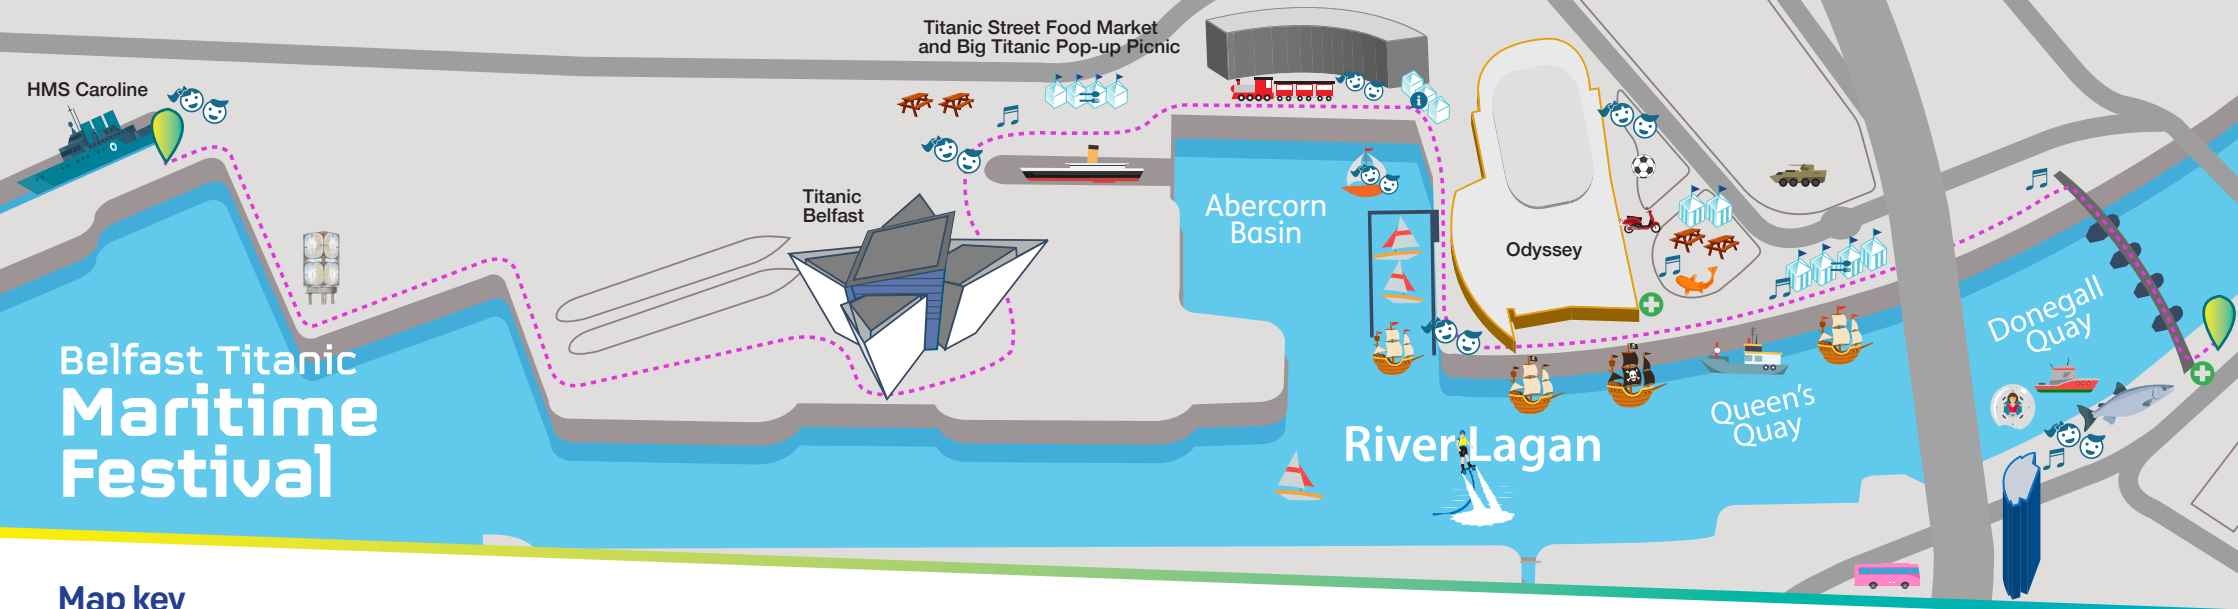 Titanic Street Food Market
and Big Titanic Pop-up Picnic
HMS Caroline
Titanic
Belfast
Abercorn
Basin
Odyssey
i
Donegall
Quay
Queen's
Quay
River Lagan
Belfast Titanic
Maritime
Festival
Map key